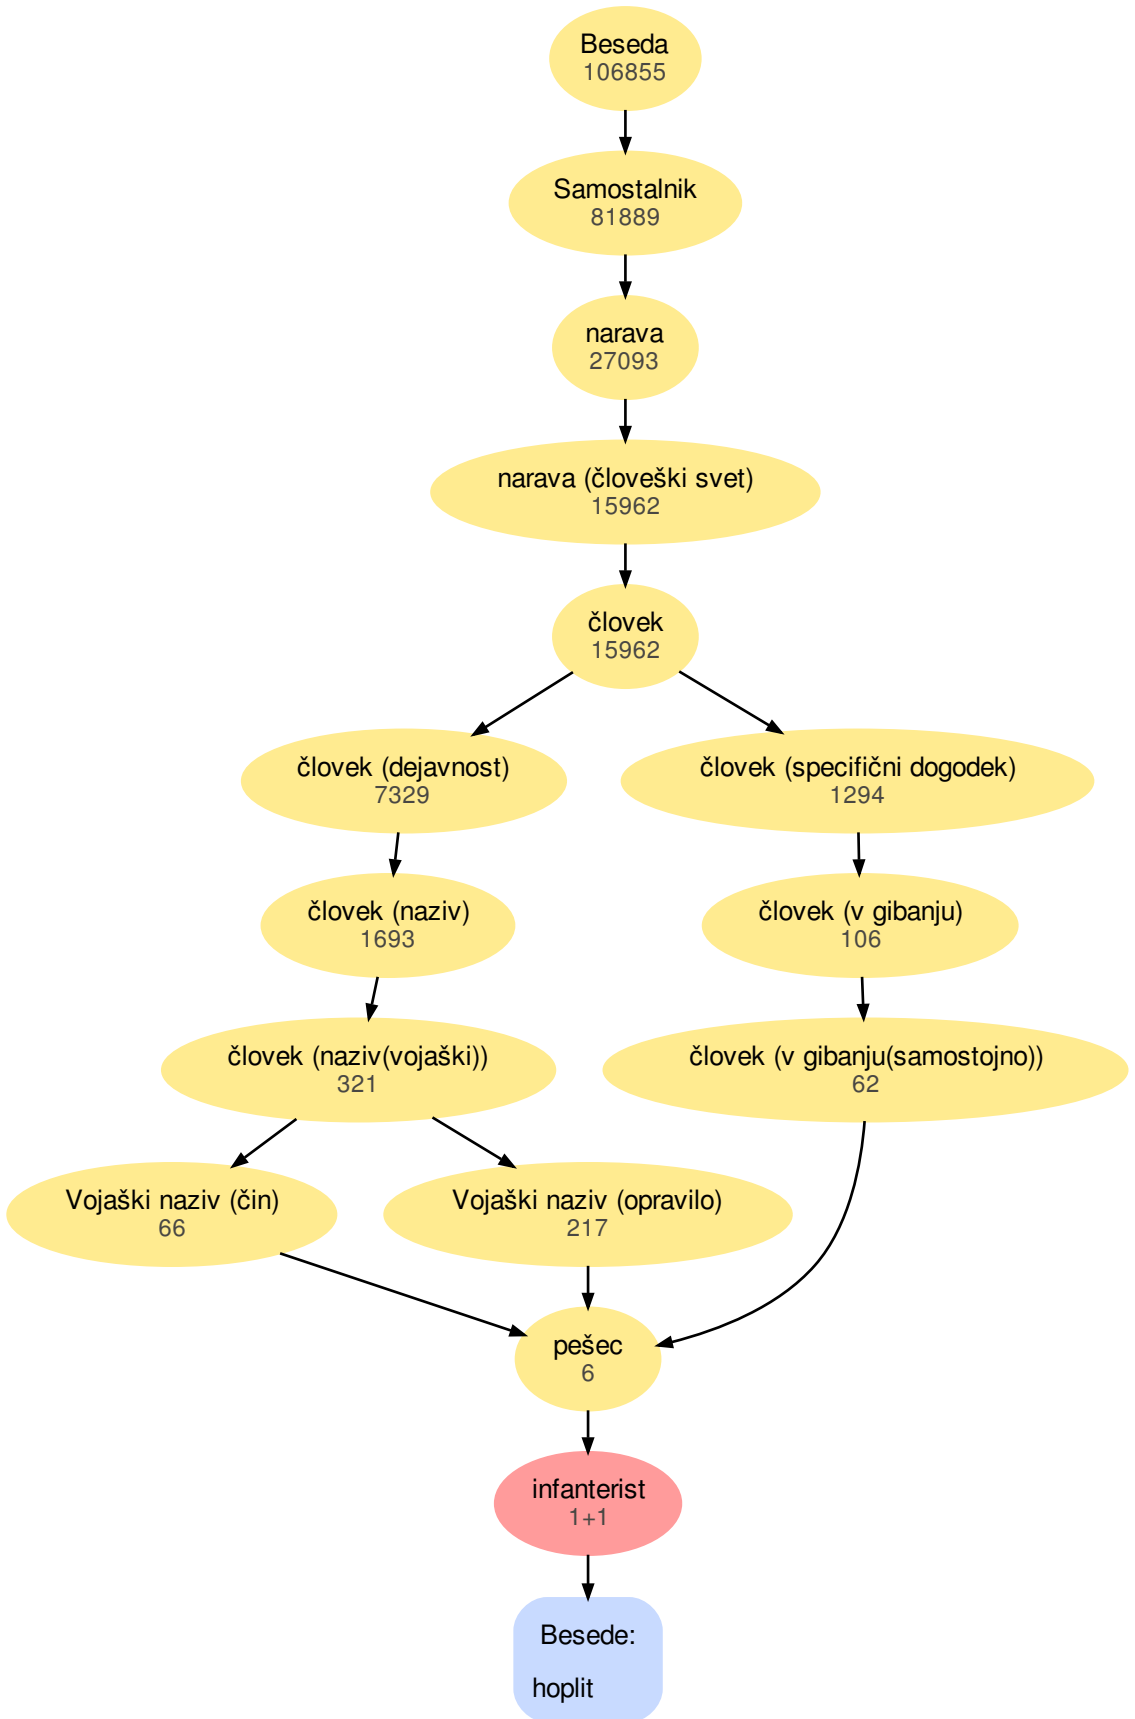 Beseda
106855
Samostalnik
81889
narava
27093
narava (človeški svet)
15962
človek
15962
človek (dejavnost)
7329
človek (specifični dogodek)
1294
človek (naziv)
1693
človek (v gibanju)
106
človek (naziv(vojaški))
321
človek (v gibanju(samostojno))
62
Vojaški naziv (čin)
66
Vojaški naziv (opravilo)
217
pešec
6
infanterist
1+1
Besede:
hoplit